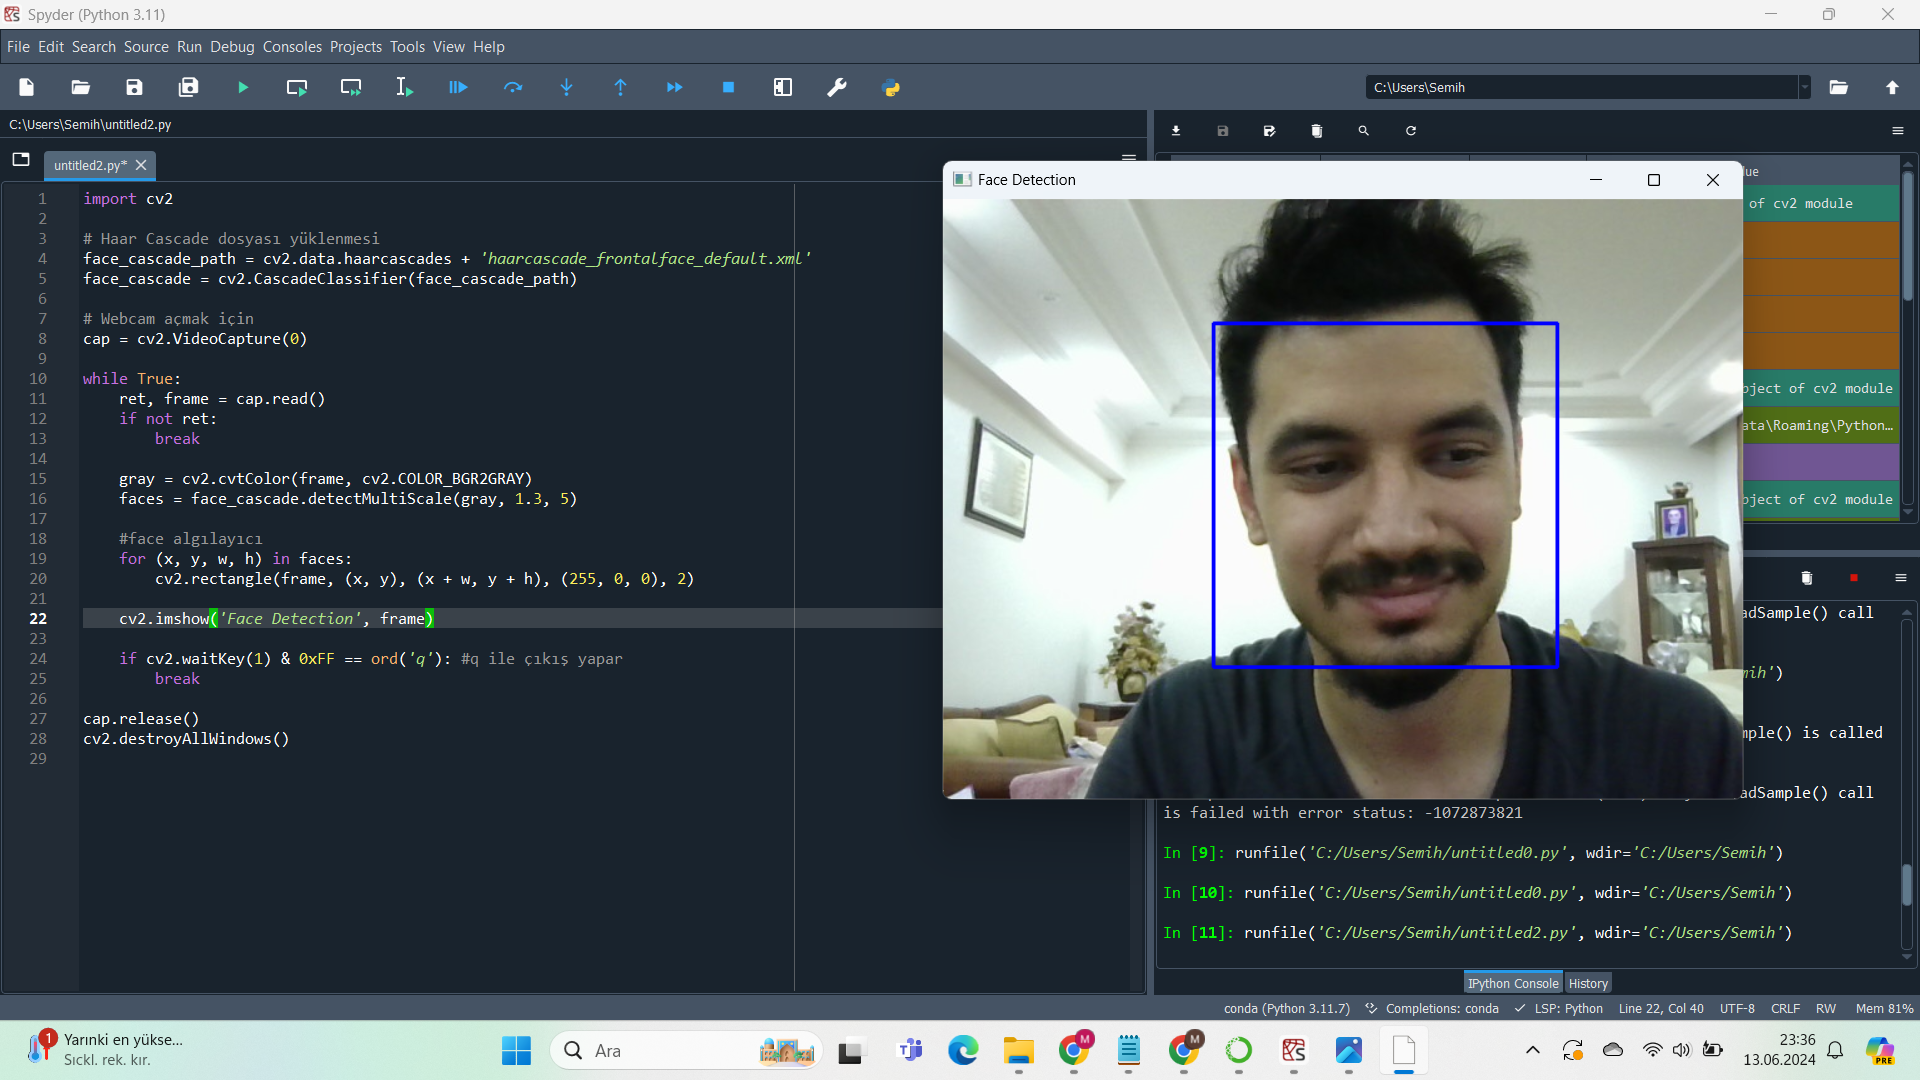 Spyder (Python 3.11)
File Edit Search Source Run Debug Consoles Projects Tools View Help
C:\Users\Semih
C:\Users\Semih\untitled2.py
untitled2.py*
1 import cv2
2
3 # Haar Cascade dosyası yüklenmesi
4 face_cascade_path = cv2.data.haarcascades + 'haarcascade_frontalface_default.xml'
5 face_cascade = cv2.CascadeClassifier(face_cascade_path)
6
7 # Webcam açmak için
8 cap = cv2.VideoCapture(0)
9
10 while True:
11 ret, frame = cap.read()
12 if not ret:
13 break
14
15 gray = cv2.cvtColor(frame, cv2.COLOR_BGR2GRAY)
16 faces = face_cascade.detectMultiScale(gray, 1.3, 5)
17
18 #face algılayıcı
19 for (x, y, w, h) in faces:
20 cv2.rectangle(frame, (x, y), (x + w, y + h), (255, 0, 0), 2)
21
22 cv2.imshow('Face Detection', frame)
23
24 if cv2.waitKey(1) & 0xFF == ord('q'): #q ile çıkış yapar
25 break
26
27 cap.release()
28 cv2.destroyAllWindows()
29
Face Detection
lue
of cv2 module
bject of cv2 module
ata\Roaming\Python…
bject of cv2 module
adSample() call
mih')
mple() is called
adSample() call
is failed with error status: -1072873821
In [9]: runfile('C:/Users/Semih/untitled0.py', wdir='C:/Users/Semih')
In [10]: runfile('C:/Users/Semih/untitled0.py', wdir='C:/Users/Semih')
In [11]: runfile('C:/Users/Semih/untitled2.py', wdir='C:/Users/Semih')
IPython Console History
conda (Python 3.11.7) Completions: conda LSP: Python Line 22, Col 40 UTF-8 CRLF RW Mem 81%
1
Yarınki en yükse...
Sıckl. rek. kır.
Ara
M
M
23:36
13.06.2024
PRE